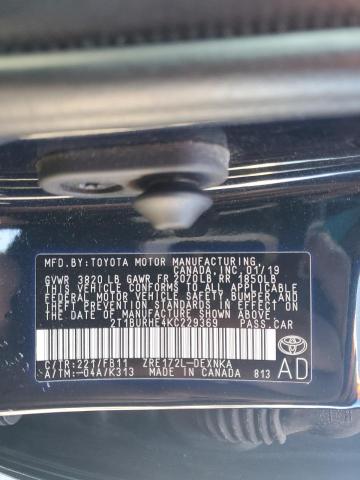 MFD.BY:TOYOTA MOTOR MANUFACTURING,
CANADA, INC. 01/19
GVWR 3820 LB GAWR FR 2070LB RR 1850LB
THIS VEHICLE CONFORMS TO ALL APPLICABLE
FEDERAL MOTOR VEHICLE SAFETY, BUMPER, AND THEFT
PREVENTION STANDARDS IN EFFECT ON THE DATE OF
MANUFACTURE SHOWN ABOVE.
2T1BURHE4KC229369 PASS.CAR
C/TR:221/FB11 ZRE172L-DEXNKA
A/TM:-04A/K313 MADE IN CANADA 813
AD